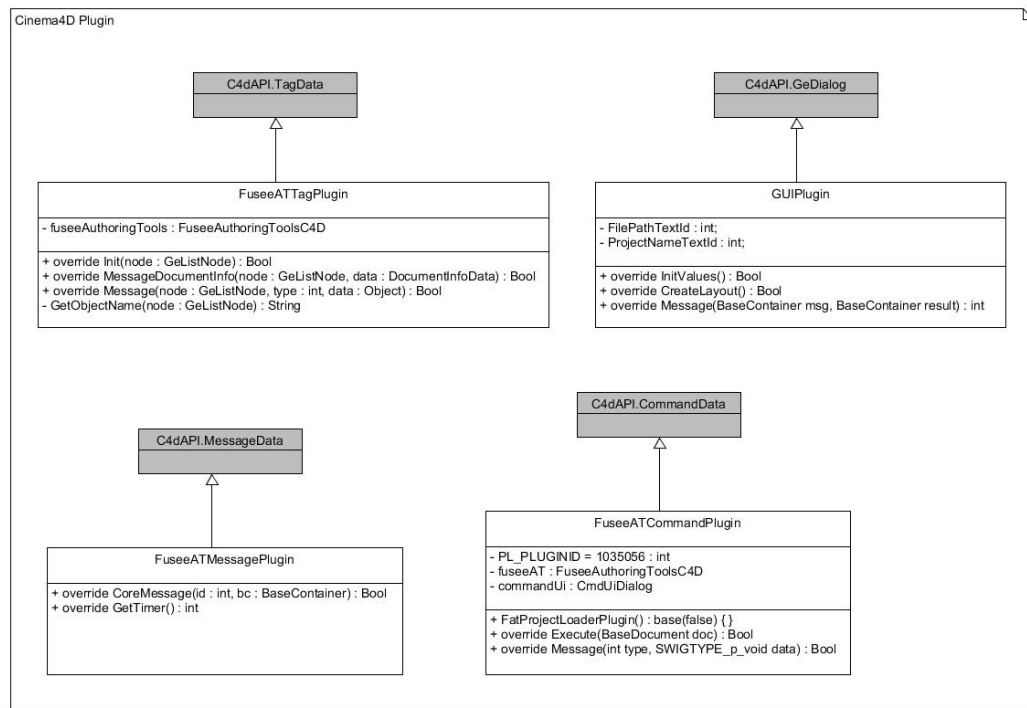 Cinema4D Plugin
C4dAPI.TagData
FuseeATTagPlugin
- fuseeAuthoringTools : FuseeAuthoringToolsC4D
+ override Init(node : GeListNode) : Bool
+ override MessageDocumentInfo(node : GeListNode, data : DocumentInfoData) : Bool
+ override Message(node : GeListNode, type : int, data : Object) : Bool
- GetObjectName(node : GeListNode) : String
C4dAPI.GeDialog
GUIPlugin
- FilePathTextId : int;
- ProjectNameTextId : int;
+ override InitValues() : Bool
+ override CreateLayout() : Bool
+ override Message(BaseContainer msg, BaseContainer result) : int
C4dAPI.MessageData
FuseeATMessagePlugin
+ override CoreMessage(id : int, bc : BaseContainer) : Bool
+ override GetTimer() : int
C4dAPI.CommandData
FuseeATCommandPlugin
- PL_PLUGINID = 1035056 : int
- fuseeAT : FuseeAuthoringToolsC4D
- commandUi : CmdUiDialog
+ FatProjectLoaderPlugin() : base(false) { }
+ override Execute(BaseDocument doc) : Bool
+ override Message(int type, SWIGTYPE_p_void data) : Bool